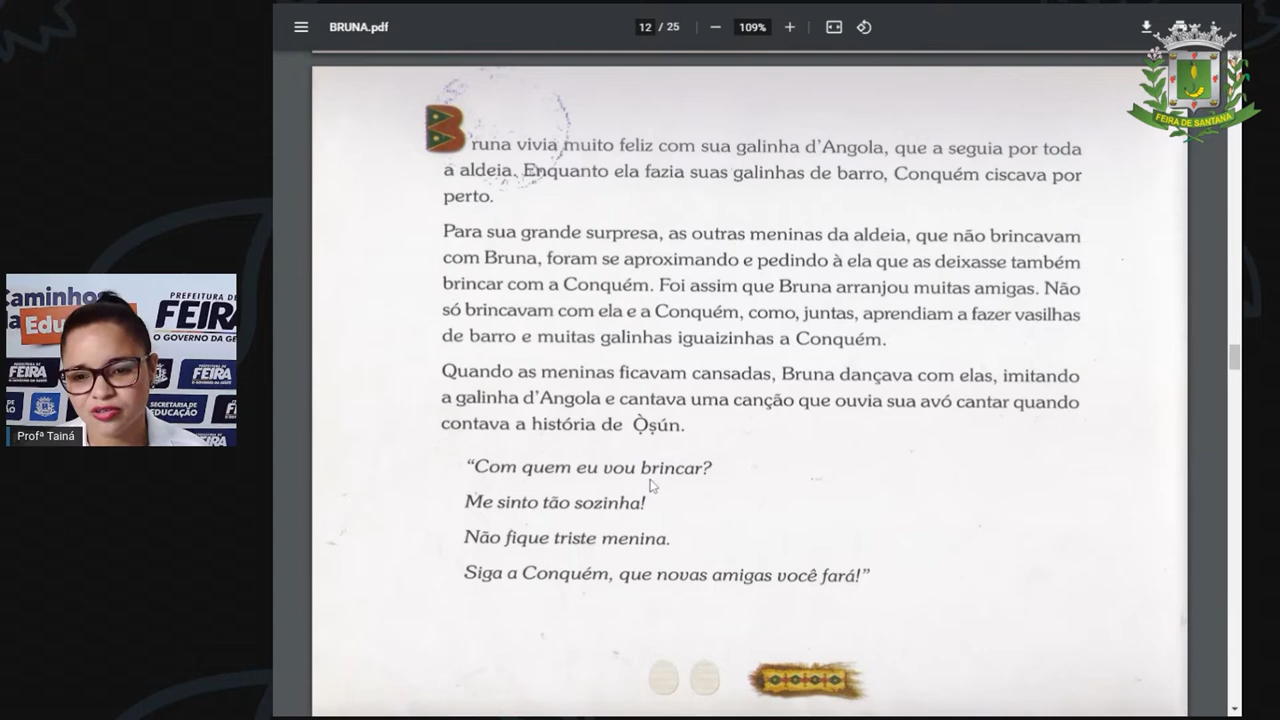 BRUNA.pdf
12 / 25
109%
FEIRA DE SANTANA
Bruna vivia muito feliz com sua galinha d'Angola, que a seguia por toda
a aldeia. Enquanto ela fazia suas galinhas de barro, Conquém ciscava por
perto.
Para sua grande surpresa, as outras meninas da aldeia, que não brincavam
com Bruna, foram se aproximando e pedindo à ela que as deixasse também
brincar com a Conquém. Foi assim que Bruna arranjou muitas amigas. Não
só brincavam com ela e a Conquém, como, juntas, aprendiam a fazer vasilhas
de barro e muitas galinhas iguaizinhas a Conquém.
Quando as meninas ficavam cansadas, Bruna dançava com elas, imitando
a galinha d'Angola e cantava uma canção que ouvia sua avó cantar quando
contava a história de Òṣún.
“Com quem eu vou brincar?
Me sinto tão sozinha!
Não fique triste menina.
Siga a Conquém, que novas amigas você fará!”
Caminho
Edu
PREFEITURA DE
FEIRA
O GOVERNO DA GE
FEIRA
FEIRA
SECRETARIA DE
EDUCAÇÃO
Profª Tainá